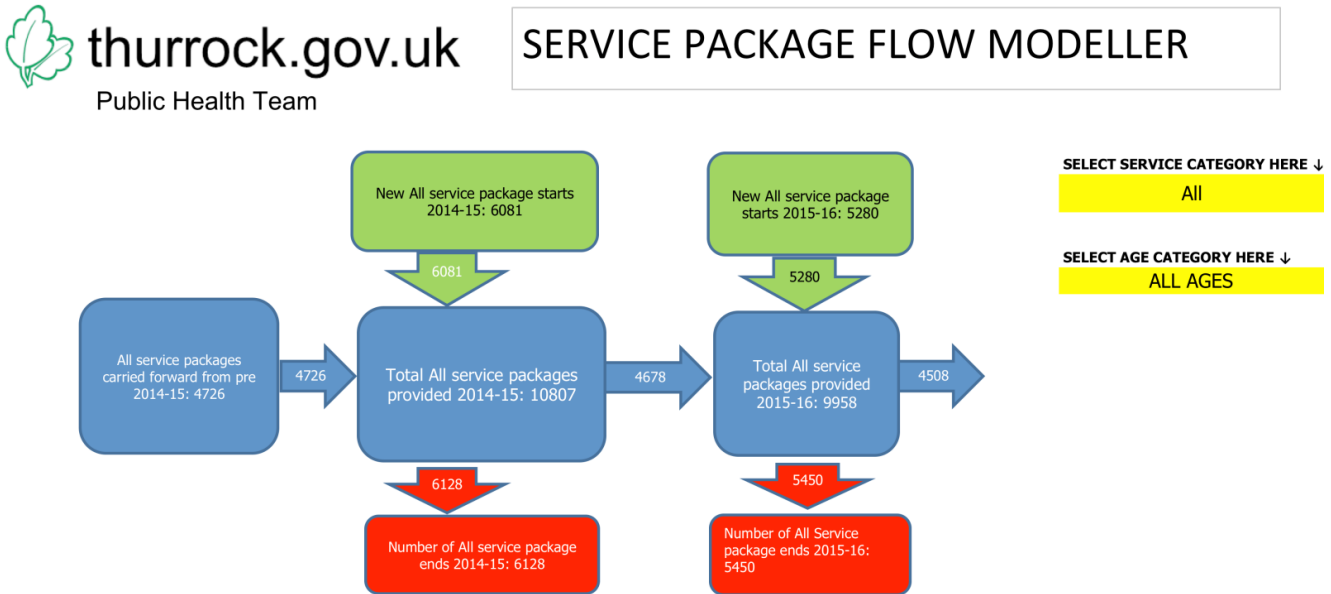 thurrock.gov.uk
Public Health Team
SERVICE PACKAGE FLOW MODELLER
SELECT SERVICE CATEGORY HERE ↓
All
SELECT AGE CATEGORY HERE ↓
ALL AGES
New All service package starts
2014-15: 6081
6081
New All service package
starts 2015-16: 5280
5280
All service packages
carried forward from pre
2014-15: 4726
4726
Total All service packages
provided 2014-15: 10807
4678
Total All service
packages provided
2015-16: 9958
4508
6128
Number of All service package
ends 2014-15: 6128
5450
Number of All Service
package ends 2015-16:
5450